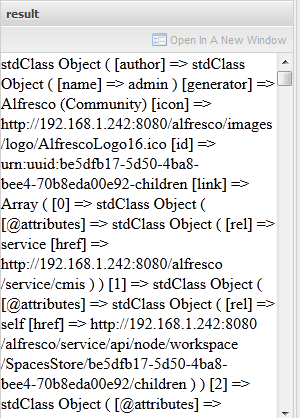 result
Open In A New Window
stdClass Object ( [author] => stdClass
Object ( [name] => admin ) [generator] =>
Alfresco (Community) [icon] =>
http://192.168.1.242:8080/alfresco/images
/logo/AlfrescoLogo16.ico [id] =>
urn:uuid:be5dfb17-5d50-4ba8-
bee4-70b8eda00e92-children [link] =>
Array ( [0] => stdClass Object (
[@attributes] => stdClass Object ( [rel] =>
service [href] =>
http://192.168.1.242:8080/alfresco
/service/cmis ) ) [1] => stdClass Object (
[@attributes] => stdClass Object ( [rel] =>
self [href] => http://192.168.1.242:8080
/alfresco/service/api/node/workspace
/SpacesStore/be5dfb17-5d50-4ba8-
bee4-70b8eda00e92/children ) ) [2] =>
stdClass Object ( [@attributes] =>